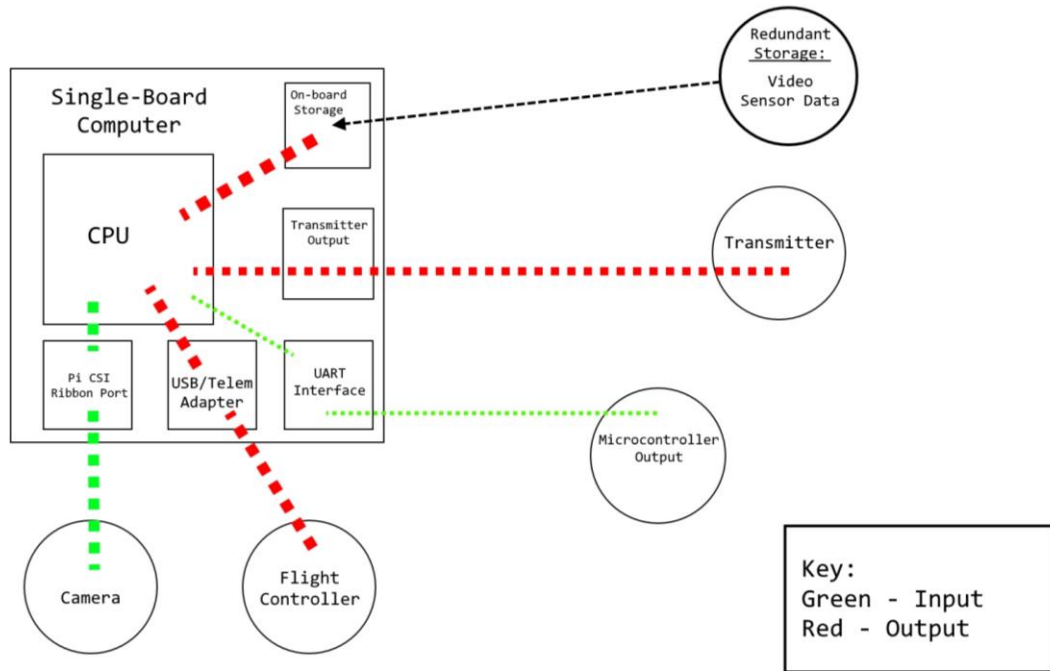 Single-Board
Computer
On-board
Storage
Redundant
Storage:
Video
Sensor Data
CPU
Transmitter
Output
Transmitter
Pi CSI
Ribbon Port
USB/Telem
Adapter
UART
Interface
Microcontroller
Output
Camera
Flight
Controller
Key:
Green - Input
Red - Output